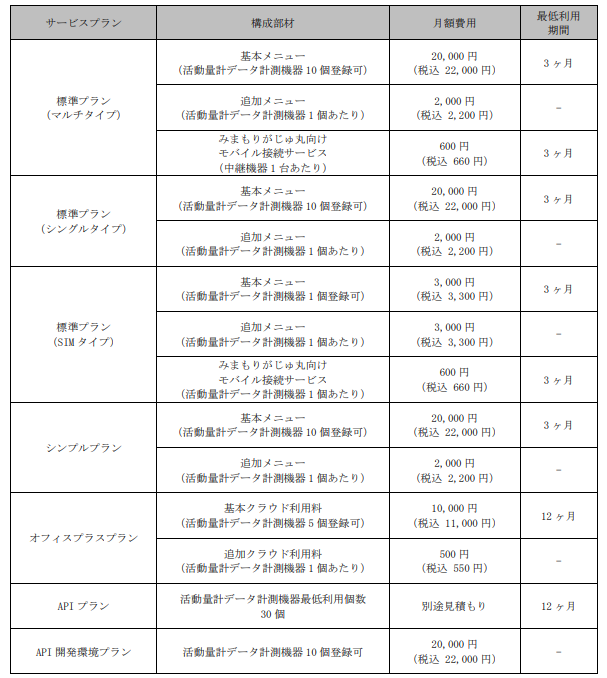 サービスプラン 構成部材 月額費用 最低利用
期間
標準プラン
（マルチタイプ）
基本メニュー
（活動量計データ計測機器 10 個登録可）
20,000 円
（税込 22,000 円）
3 ヶ月
追加メニュー
（活動量計データ計測機器 1 個あたり）
2,000 円
（税込 2,200 円）
－
みまもりがじゅ丸向け
モバイル接続サービス
（中継機器 1 台あたり）
600 円
（税込 660 円）
3 ヶ月
標準プラン
（シングルタイプ）
基本メニュー
（活動量計データ計測機器 10 個登録可）
20,000 円
（税込 22,000 円）
3 ヶ月
追加メニュー
（活動量計データ計測機器 1 個あたり）
2,000 円
（税込 2,200 円）
－
標準プラン
（SIM タイプ）
基本メニュー
（活動量計データ計測機器 1 個登録可）
3,000 円
（税込 3,300 円）
3 ヶ月
追加メニュー
（活動量計データ計測機器 1 個あたり）
3,000 円
（税込 3,300 円）
－
みまもりがじゅ丸向け
モバイル接続サービス
（活動量計データ計測機器 1 個あたり）
600 円
（税込 660 円）
3 ヶ月
シンプルプラン
基本メニュー
（活動量計データ計測機器 10 個登録可）
20,000 円
（税込 22,000 円）
3 ヶ月
追加メニュー
（活動量計データ計測機器 1 個あたり）
2,000 円
（税込 2,200 円）
－
オフィスプラスプラン
基本クラウド利用料
（活動量計データ計測機器 5 個登録可）
10,000 円
（税込 11,000 円）
12 ヶ月
追加クラウド利用料
（活動量計データ計測機器 1 個あたり）
500 円
（税込 550 円）
－
API プラン
活動量計データ計測機器最低利用個数
30 個
別途見積もり
12 ヶ月
API 開発環境プラン
活動量計データ計測機器 10 個登録可
20,000 円
（税込 22,000 円）
－